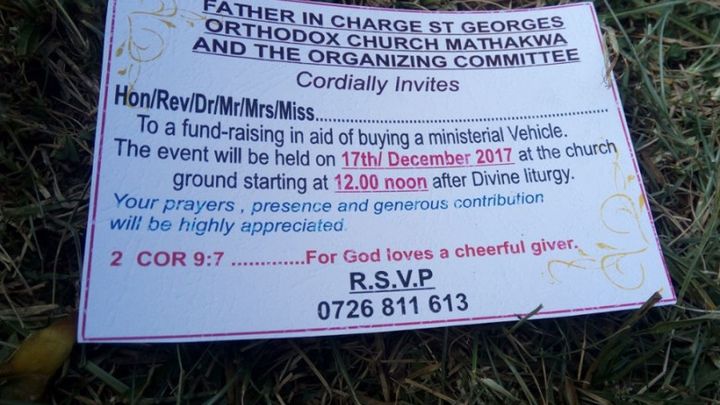 FATHER IN CHARGE ST GEORGES
ORTHODOX CHURCH MATHAKWA
AND THE ORGANIZING COMMITTEE
Cordially Invites
Hon/Rev/Dr/Mr/Mrs/Miss..........................................................
To a fund-raising in aid of buying a ministerial Vehicle.
The event will be held on 17th/ December 2017 at the church
ground starting at 12.00 noon after Divine liturgy.
Your prayers , presence and generous contribution
will be highly appreciated.
2 COR 9:7 .............For God loves a cheerful giver.
R.S.V.P
0726 811 613